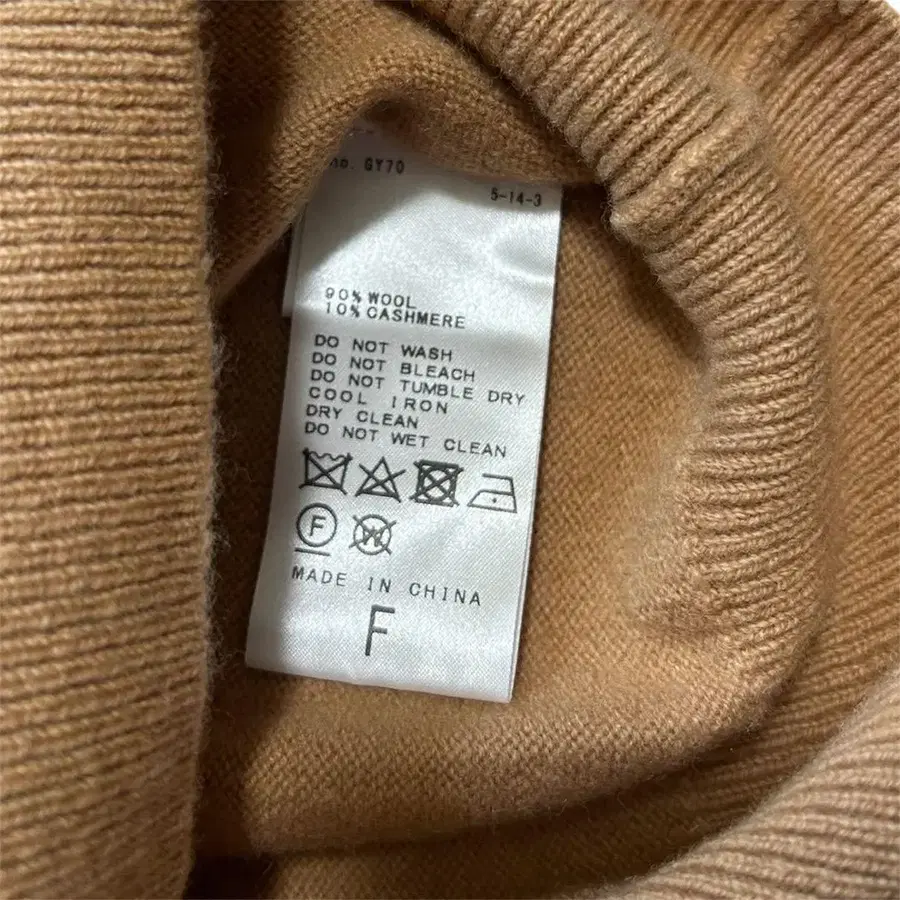 no. GY70
5-14-3
90% WOOL
10% CASHMERE
DO NOT WASH
DO NOT BLEACH
DO NOT TUMBLE DRY
COOL IRON
DRY CLEAN
DO NOT WET CLEAN
F
W
MADE IN CHINA
F